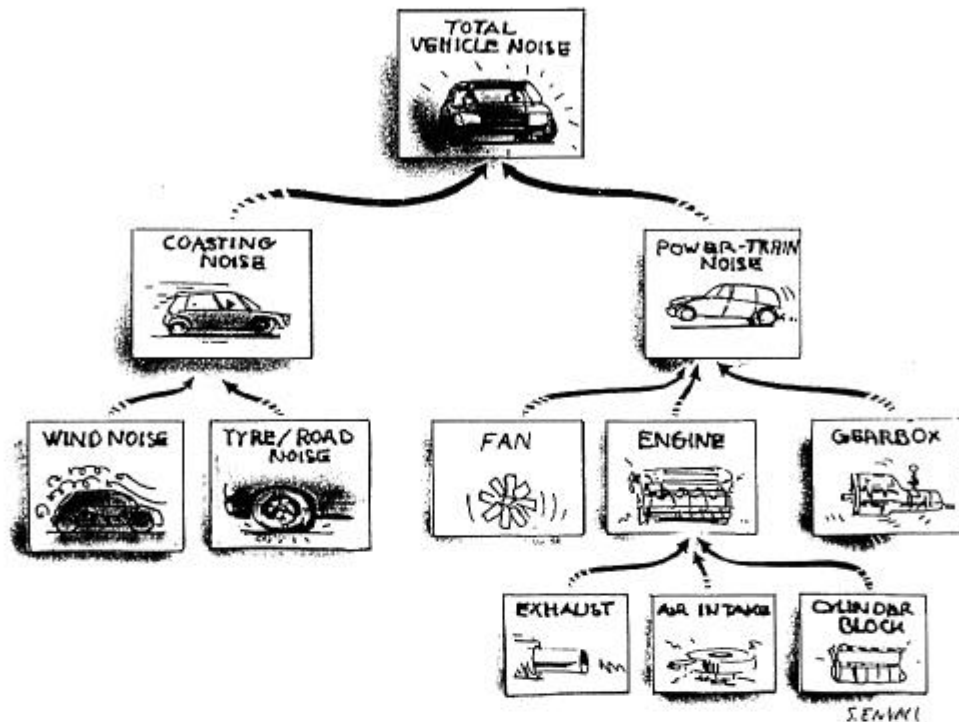 TOTAL
VEHICLE NOISE
COASTING
NOISE
POWER-TRAIN
NOISE
WIND NOISE
TYRE/ROAD
NOISE
FAN
ENGINE
GEARBOX
EXHAUST
AIR INTAKE
CYLINDER
BLOCK